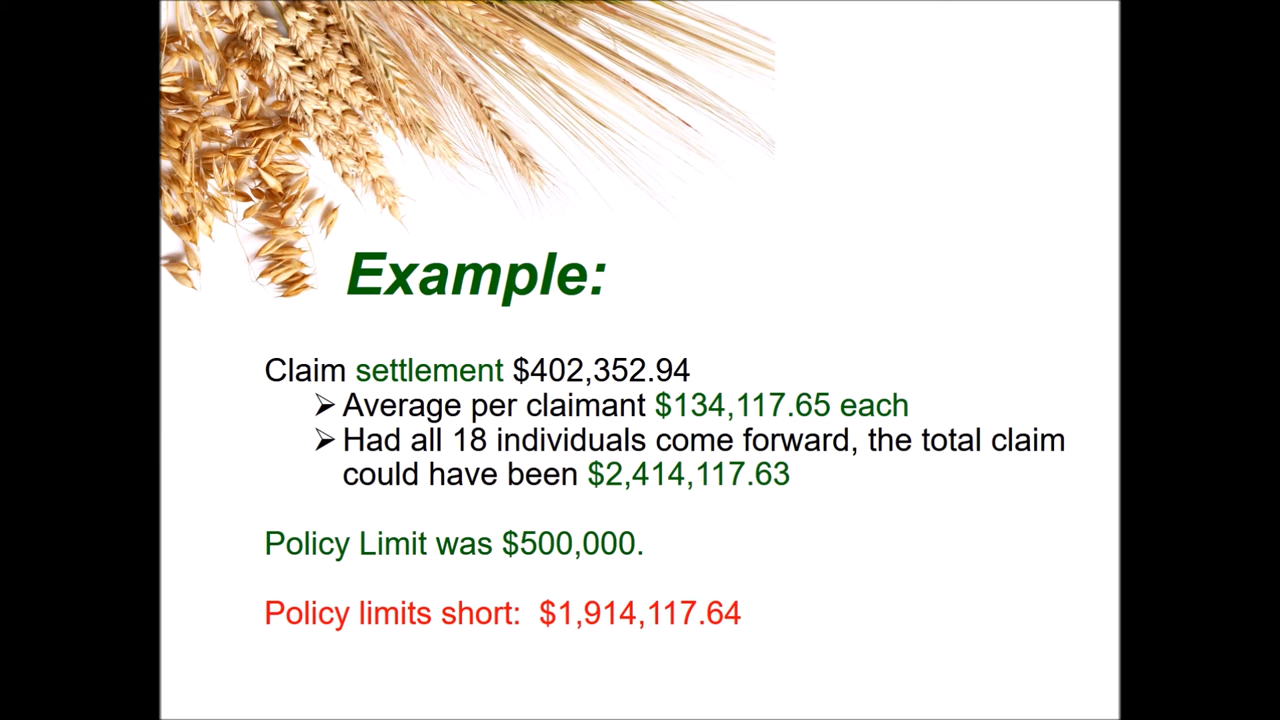 Example:
Claim settlement $402,352.94
➢ Average per claimant $134,117.65 each
➢ Had all 18 individuals come forward, the total claim
could have been $2,414,117.63
Policy Limit was $500,000.
Policy limits short: $1,914,117.64